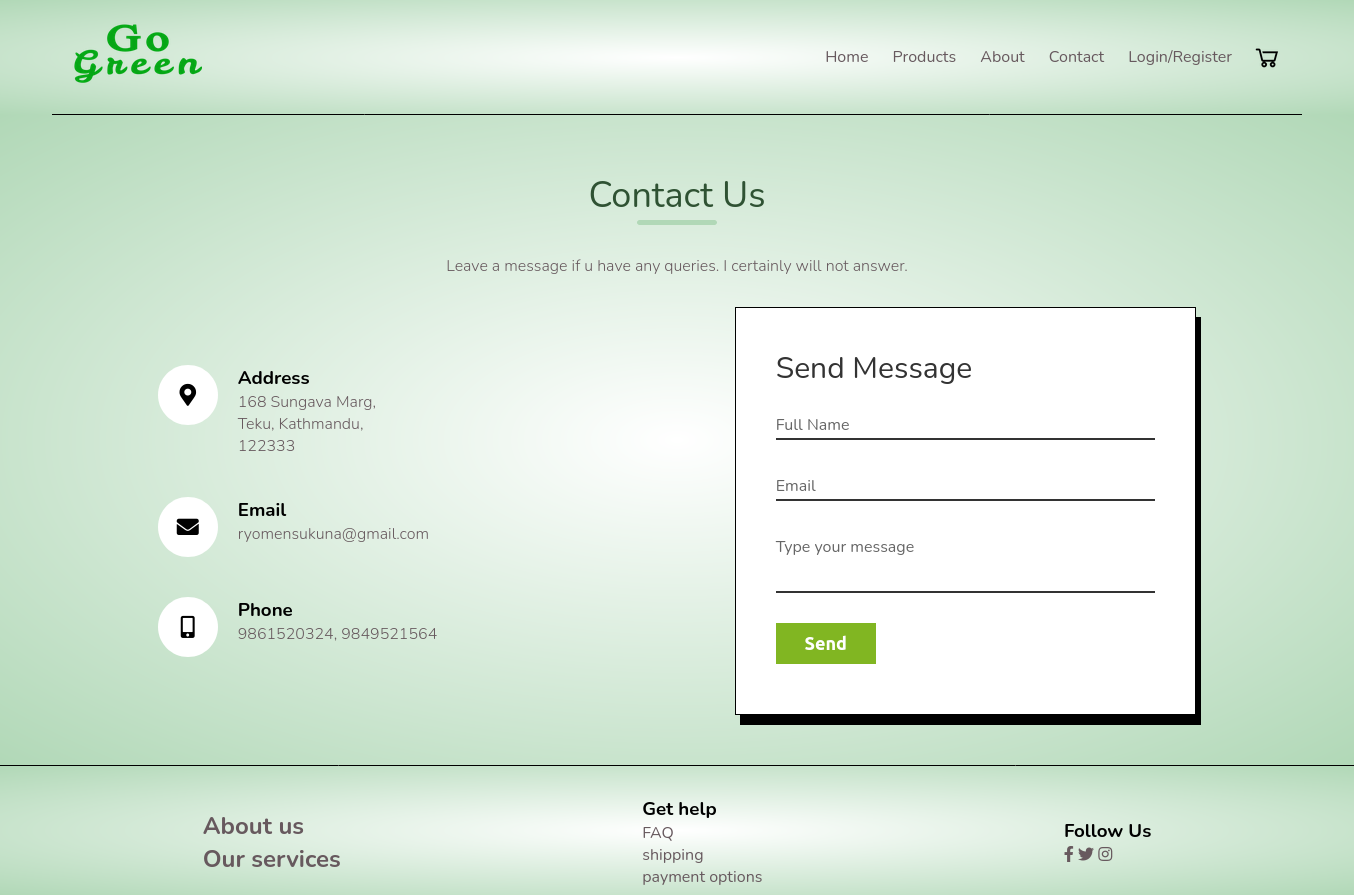 Go
Green
Home
Products
About
Contact
Login/Register
Contact Us
Leave a message if u have any queries. I certainly will not answer.
Address
168 Sungava Marg,
Teku, Kathmandu,
122333
Email
ryomensukuna@gmail.com
Phone
9861520324, 9849521564
Send Message
Full Name
Email
Type your message
Send
About us
Our services
Get help
FAQ
shipping
payment options
Follow Us